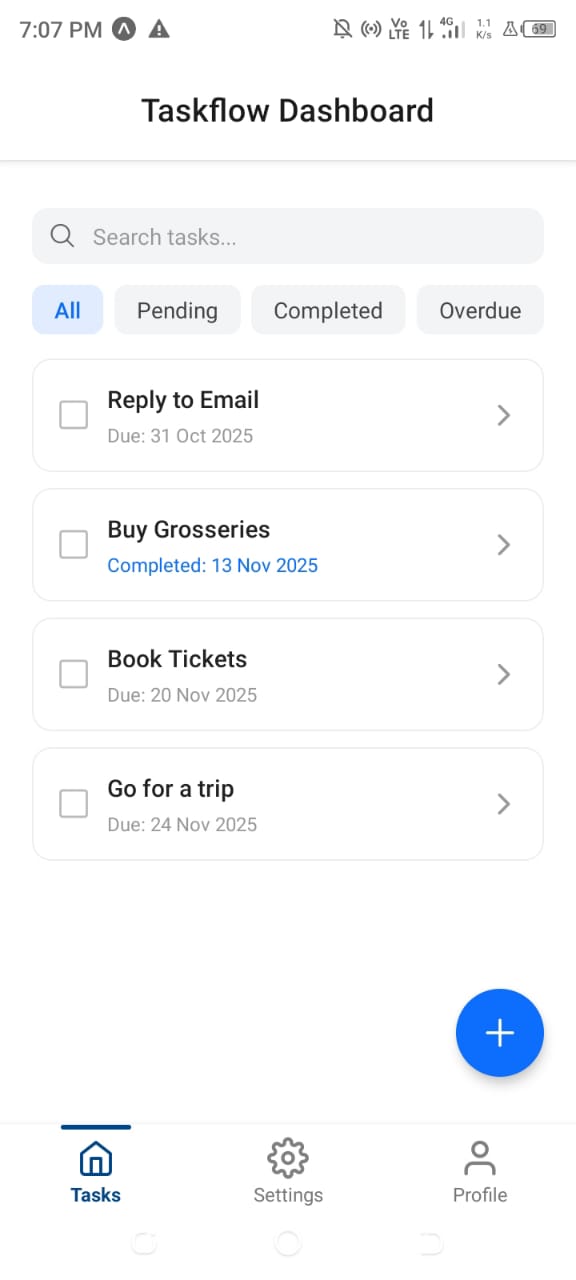 7:07 PM VoLTE 4G 1.1 K/s 69
Taskflow Dashboard
Search tasks...
All Pending Completed Overdue
Reply to Email
Due: 31 Oct 2025
Buy Grosseries
Completed: 13 Nov 2025
Book Tickets
Due: 20 Nov 2025
Go for a trip
Due: 24 Nov 2025
Tasks Settings Profile